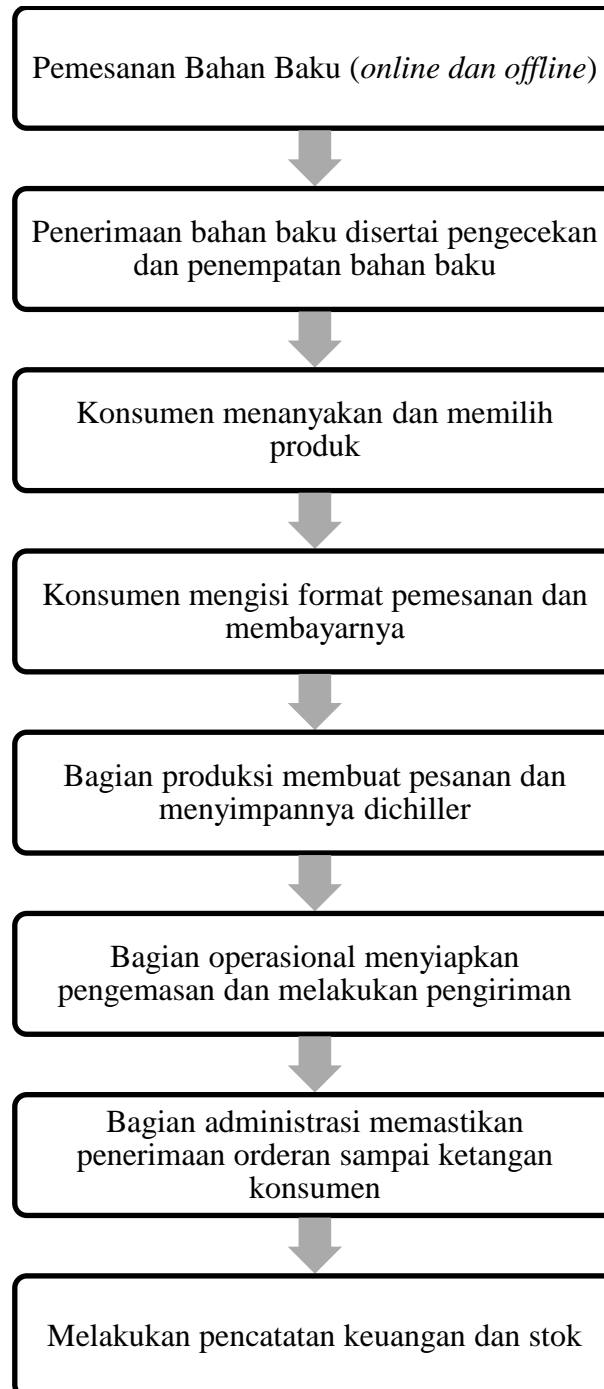 Pemesanan Bahan Baku (online dan offline)
Penerimaan bahan baku disertai pengecekan
dan penempatan bahan baku
Konsumen menanyakan dan memilih
produk
Konsumen mengisi format pemesanan dan
membayarnya
Bagian produksi membuat pesanan dan
menyimpannya dichiller
Bagian operasional menyiapkan
pengemasan dan melakukan pengiriman
Bagian administrasi memastikan
penerimaan orderan sampai ketangan
konsumen
Melakukan pencatatan keuangan dan stok